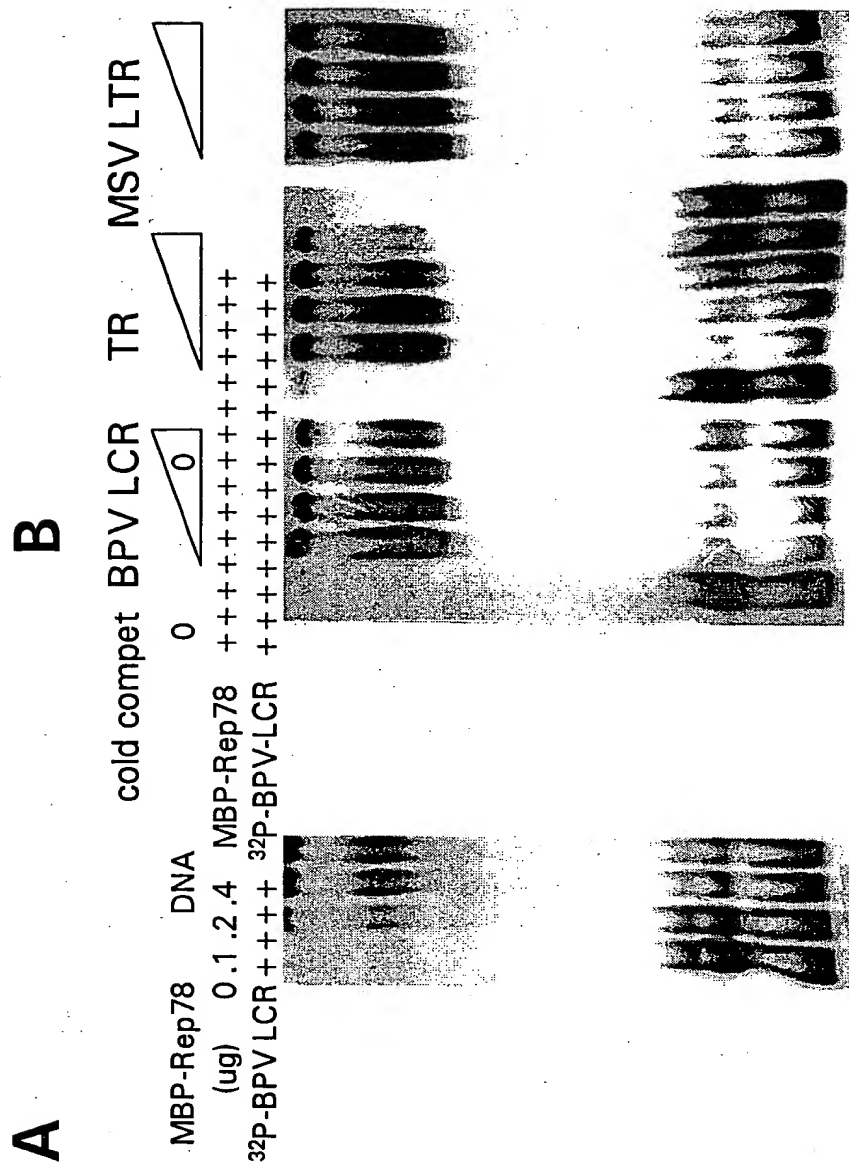 A
B
cold compet BPV LCR TR MSV LTR
MBP-Rep78 DNA 0 0
(ug) 0 .1 .2 .4 MBP-Rep78 + + + + + + + + + + + + + + +
32P-BPV LCR + + + + 32P-BPV-LCR + + + + + + + + + + + + + + +